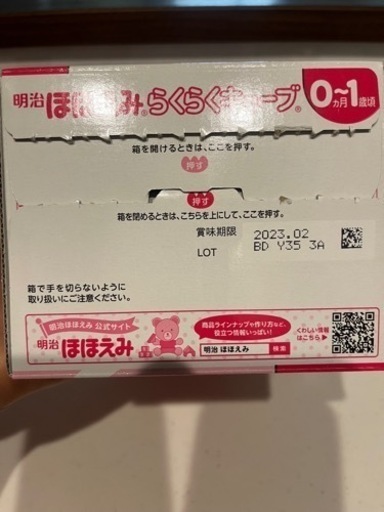 明治 ほほえみ® らくらくキューブ® 0ヵ月~1歳頃
箱を開けるときは、ここを押す。
押す
押す
箱を閉めるときは、こちらを上にして、ここを押す。
賞味期限 2023.02
LOT BD Y35 3A
箱で手を切らないように
取り扱いにご注意ください。
明治ほほえみ 公式サイト
明治 ほほえみ
商品ラインナップや作り方など、
役立つ情報いっぱい!
明治 ほほえみ 検索
くわしい情報
はこちら▶